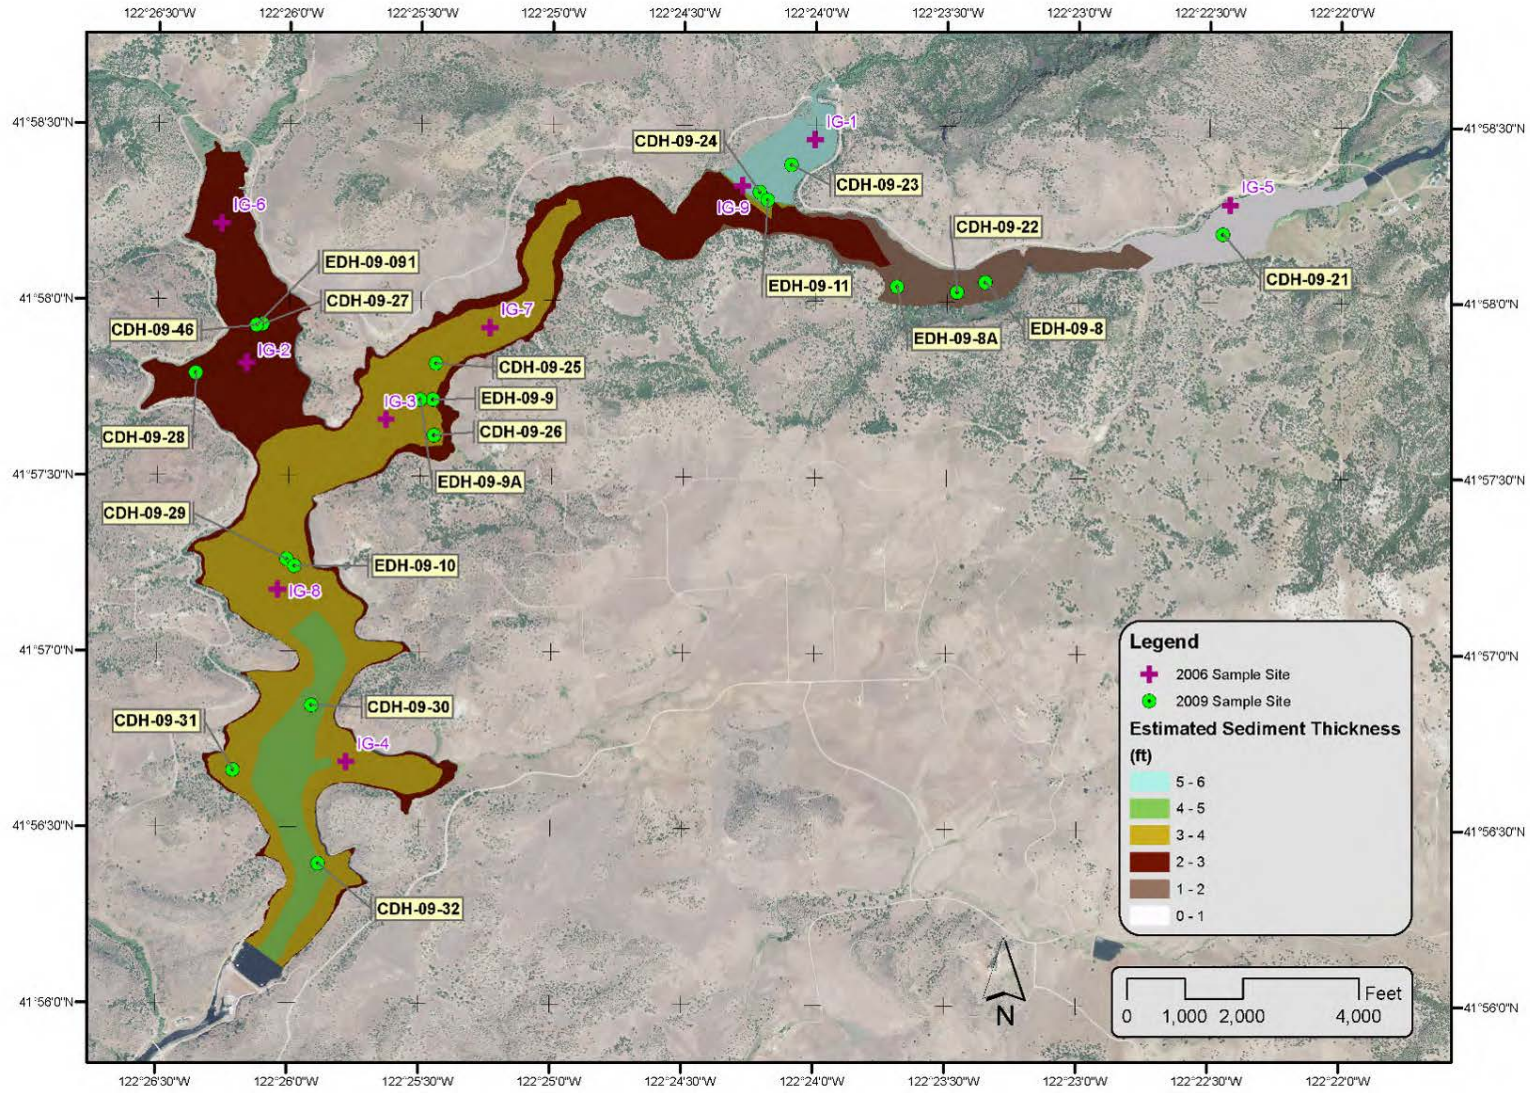 122°26'30"W 122°26'0"W 122°25'30"W 122°25'0"W 122°24'30"W 122°24'0"W 122°23'30"W 122°23'0"W 122°22'30"W 122°22'0"W
41°58'30"N
41°58'30"N
IG-1
CDH-09-24
CDH-09-23
IG-5
IG-9
IG-6
CDH-09-22
EDH-09-091
CDH-09-21
EDH-09-11
41°58'0"N
41°58'0"N
CDH-09-27
IG-7
CDH-09-46
EDH-09-8
EDH-09-8A
IG-2
CDH-09-25
IG-3
EDH-09-9
CDH-09-28
CDH-09-26
41°57'30"N
41°57'30"N
EDH-09-9A
CDH-09-29
EDH-09-10
IG-8
41°57'0"N
41°57'0"N
CDH-09-30
CDH-09-31
IG-4
41°56'30"N
41°56'30"N
CDH-09-32
41°56'0"N
41°56'0"N
Legend
2006 Sample Site
2009 Sample Site
Estimated Sediment Thickness
(ft)
5 - 6
4 - 5
3 - 4
2 - 3
1 - 2
0 - 1
N
Feet
0 1,000 2,000 4,000
122°26'30"W 122°26'0"W 122°25'30"W 122°25'0"W 122°24'30"W 122°24'0"W 122°23'30"W 122°23'0"W 122°22'30"W 122°22'0"W